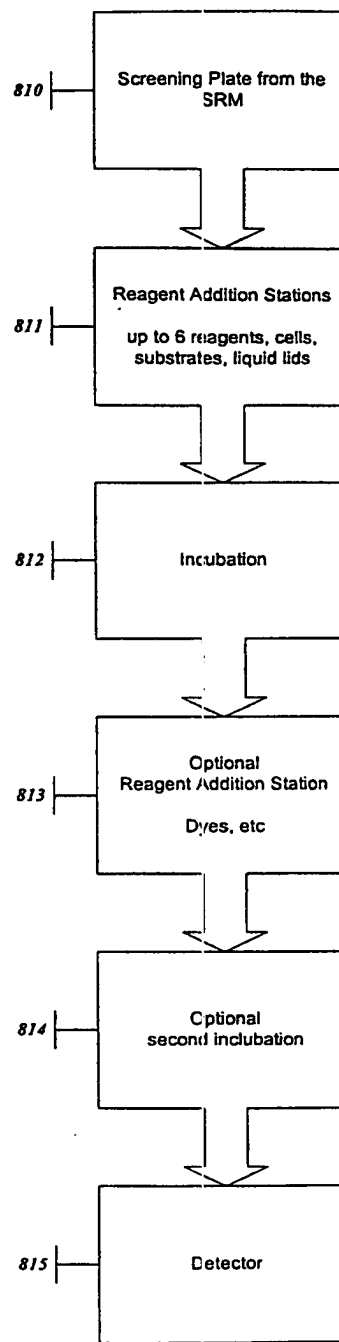 810
Screening Plate from the
SRM
811
Reagent Addition Stations
up to 6 reagents, cells,
substrates, liquid lids
812
Incubation
813
Optional
Reagent Addition Station
Dyes, etc
814
Optional
second inclubation
815
Detector